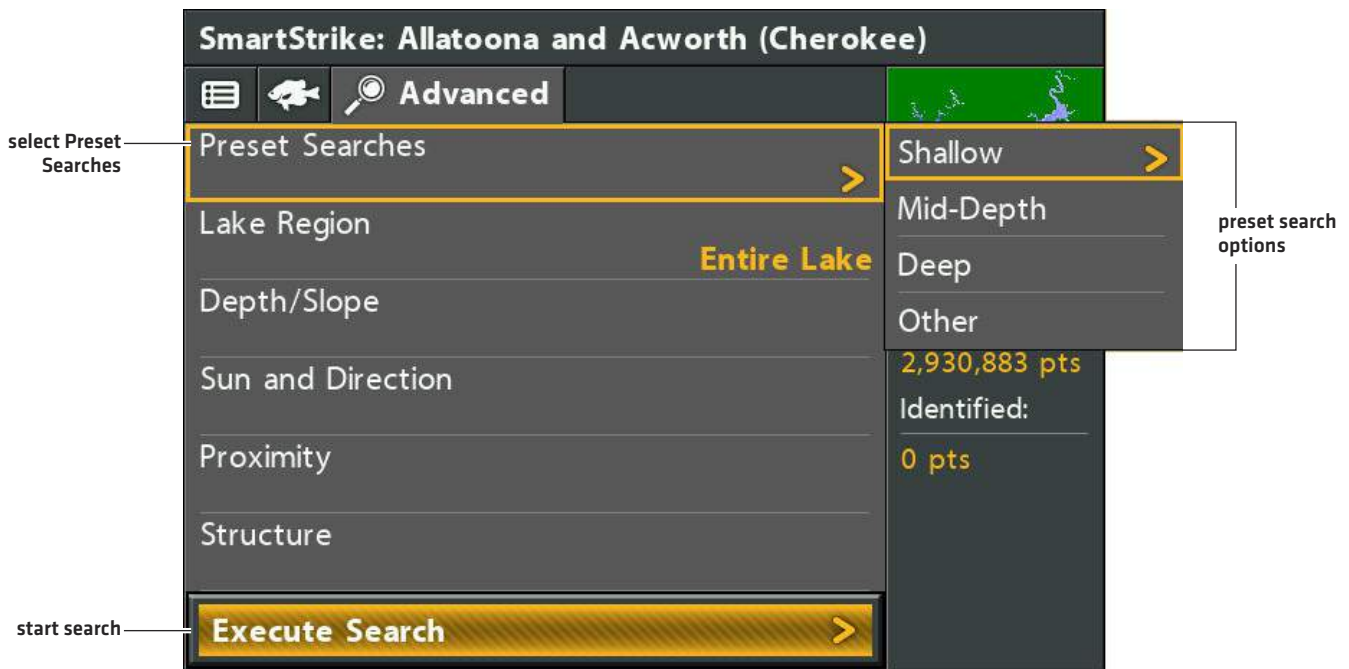 SmartStrike: Allatoona and Acworth (Cherokee)
Advanced
select Preset
Searches
Preset Searches
Lake Region
Entire Lake
Depth/Slope
Sun and Direction
Proximity
Structure
start search
Execute Search
Shallow
Mid-Depth
Deep
Other
preset search
options
2,930,883 pts
Identified:
0 pts